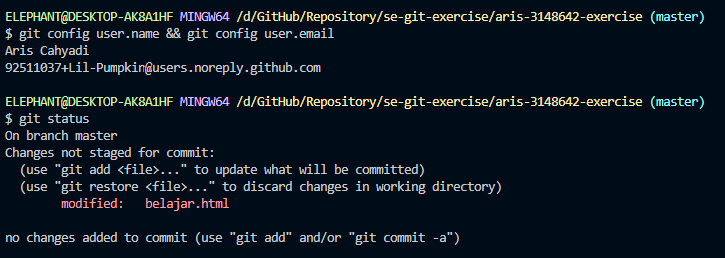 ELEPHANT@DESKTOP-AK8A1HF MINGW64 /d/GitHub/Repository/se-git-exercise/aris-3148642-exercise (master)
$ git config user.name && git config user.email
Aris Cahyadi
92511037+Lil-Pumpkin@users.noreply.github.com

ELEPHANT@DESKTOP-AK8A1HF MINGW64 /d/GitHub/Repository/se-git-exercise/aris-3148642-exercise (master)
$ git status
On branch master
Changes not staged for commit:
  (use "git add <file>..." to update what will be committed)
  (use "git restore <file>..." to discard changes in working directory)
        modified:   belajar.html

no changes added to commit (use "git add" and/or "git commit -a")